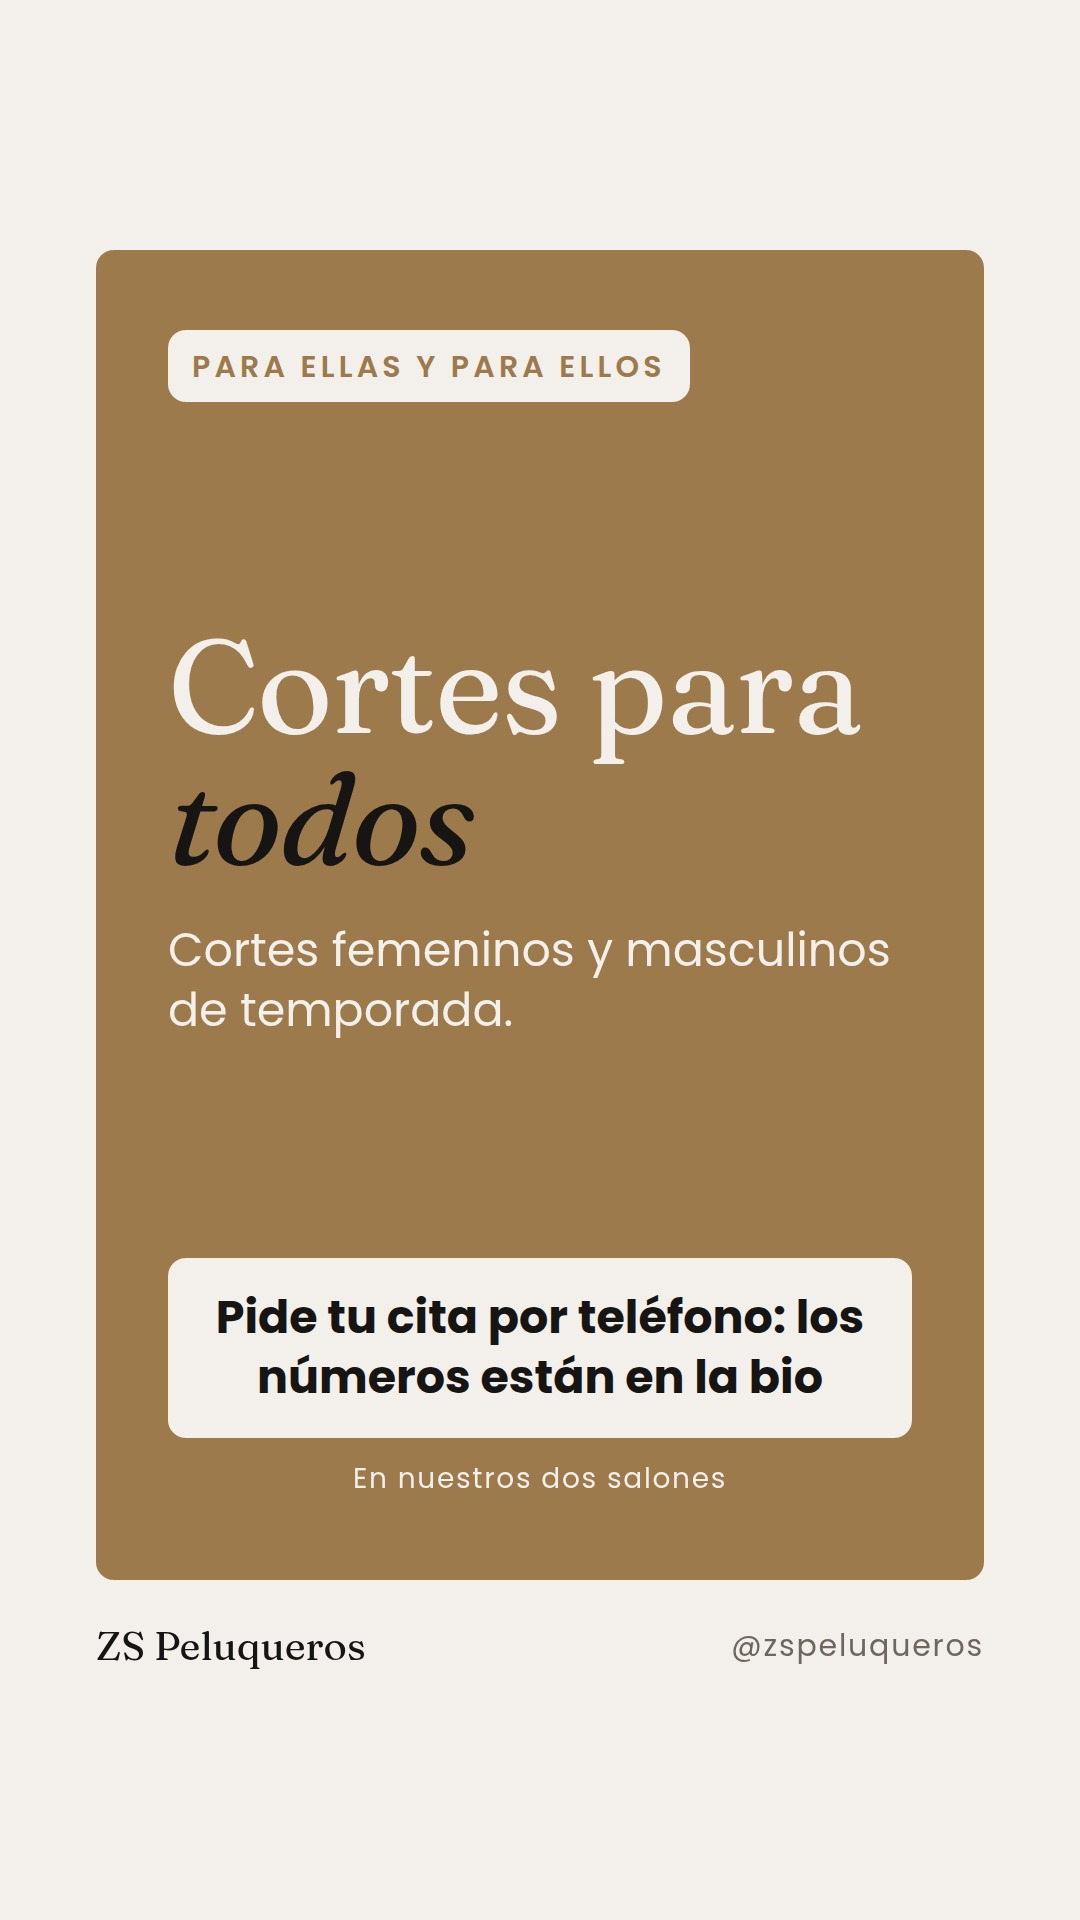 PARA ELLAS Y PARA ELLOS
Cortes para
todos
Cortes femeninos y masculinos
de temporada.
Pide tu cita por teléfono: los
números están en la bio
En nuestros dos salones
ZS Peluqueros
@zspeluqueros